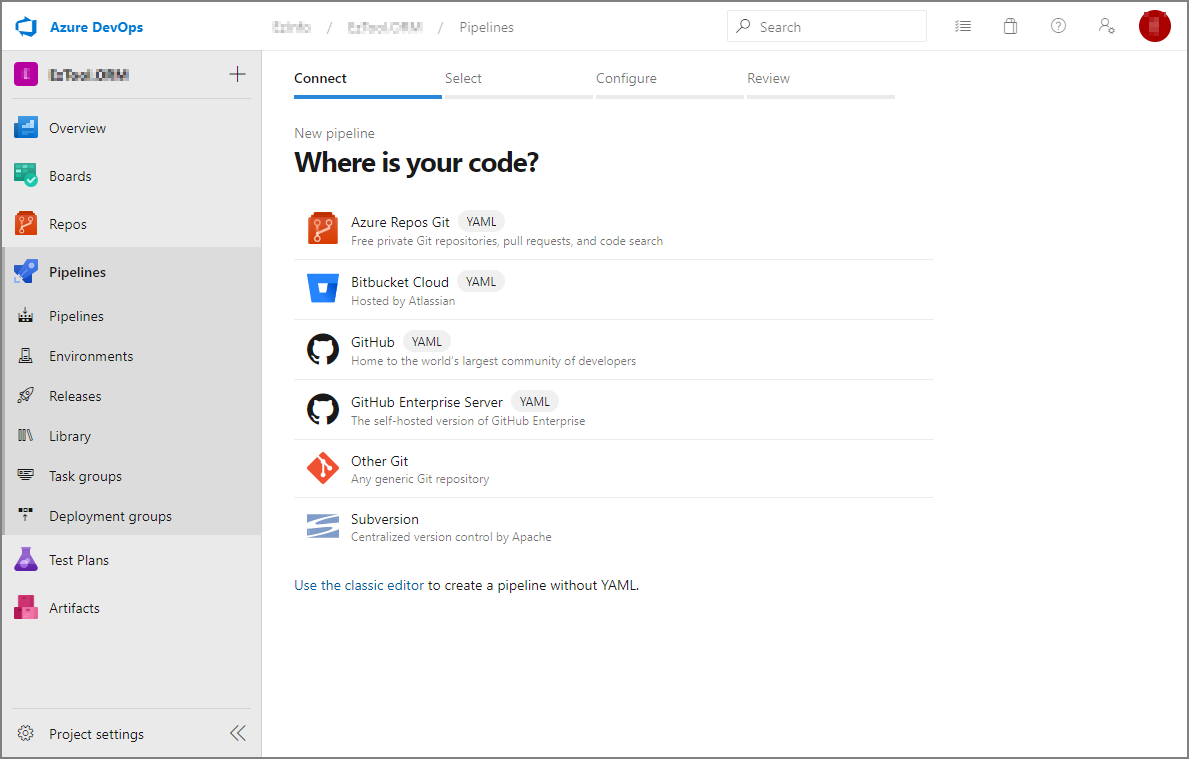 Azure DevOps
/ / Pipelines
Search
Connect Select Configure Review
Overview
Boards
Repos
Pipelines
Pipelines
Environments
Releases
Library
Task groups
Deployment groups
Test Plans
Artifacts
Project settings
New pipeline
Where is your code?
Azure Repos Git YAML
Free private Git repositories, pull requests, and code search
Bitbucket Cloud YAML
Hosted by Atlassian
GitHub YAML
Home to the world's largest community of developers
GitHub Enterprise Server YAML
The self-hosted version of GitHub Enterprise
Other Git
Any generic Git repository
Subversion
Centralized version control by Apache
Use the classic editor to create a pipeline without YAML.